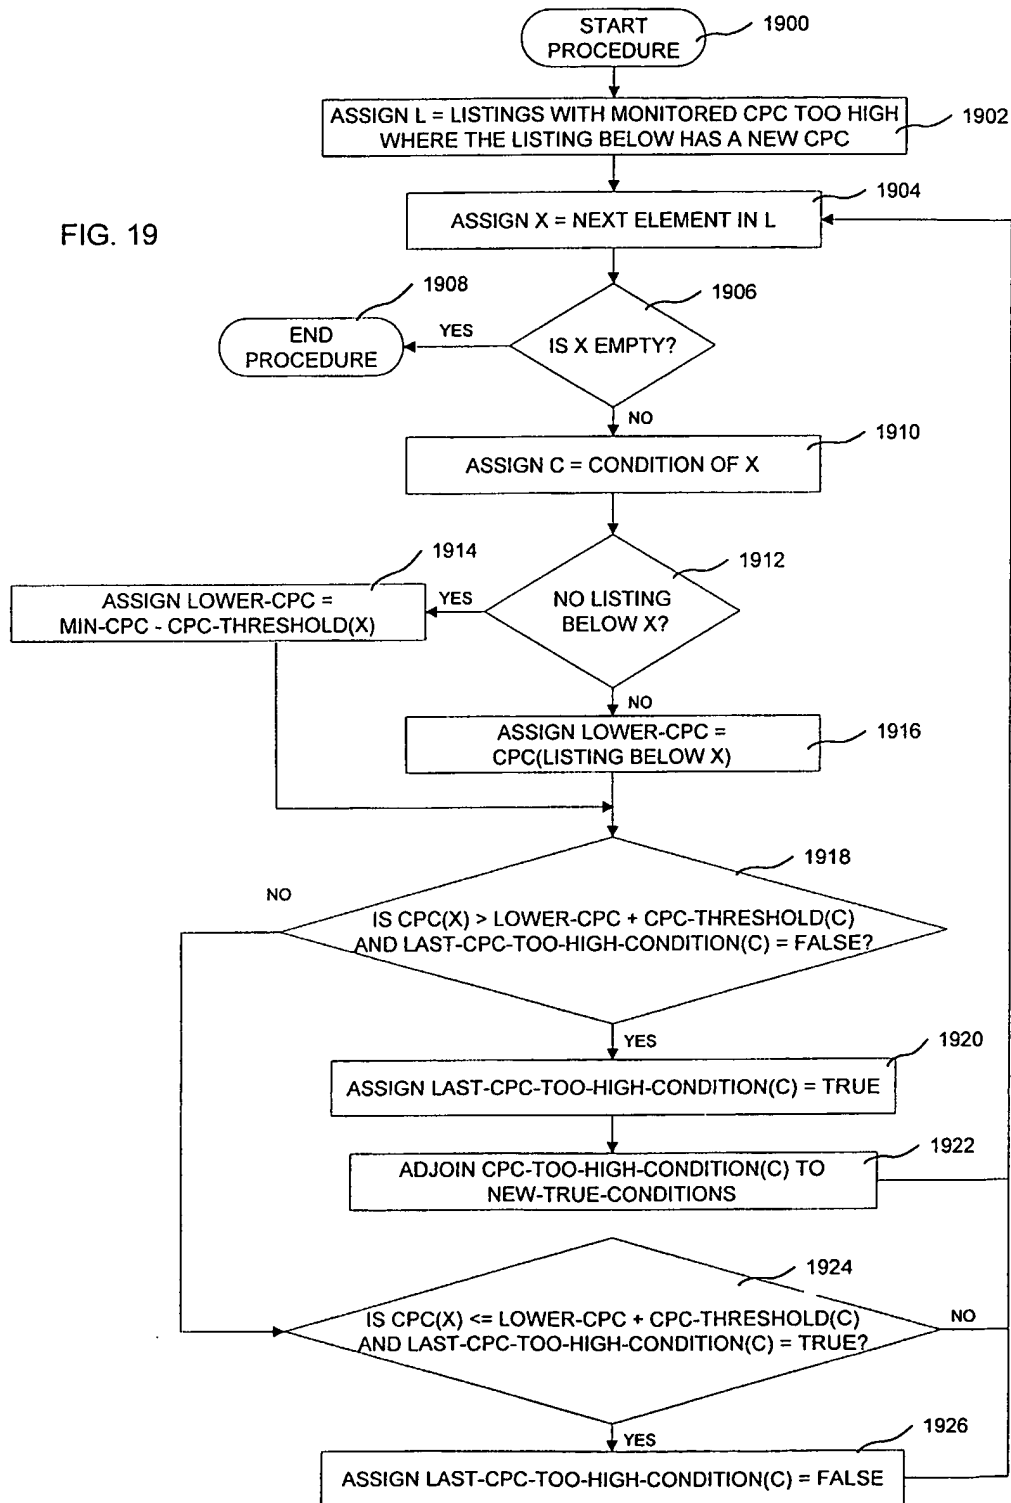 START
PROCEDURE
1900
ASSIGN L = LISTINGS WITH MONITORED CPC TOO HIGH
WHERE THE LISTING BELOW HAS A NEW CPC
1902
FIG. 19
1904
ASSIGN X = NEXT ELEMENT IN L
1908
END
PROCEDURE
YES
1906
IS X EMPTY?
NO
1910
ASSIGN C = CONDITION OF X
1914
ASSIGN LOWER-CPC =
MIN-CPC - CPC-THRESHOLD(X)
YES
1912
NO LISTING
BELOW X?
NO
ASSIGN LOWER-CPC =
CPC(LISTING BELOW X)
1916
1918
NO
IS CPC(X) > LOWER-CPC + CPC-THRESHOLD(C)
AND LAST-CPC-TOO-HIGH-CONDITION(C) = FALSE?
YES
1920
ASSIGN LAST-CPC-TOO-HIGH-CONDITION(C) = TRUE
1922
ADJOIN CPC-TOO-HIGH-CONDITION(C) TO
NEW-TRUE-CONDITIONS
1924
IS CPC(X) <= LOWER-CPC + CPC-THRESHOLD(C)
AND LAST-CPC-TOO-HIGH-CONDITION(C) = TRUE?
NO
YES
1926
ASSIGN LAST-CPC-TOO-HIGH-CONDITION(C) = FALSE